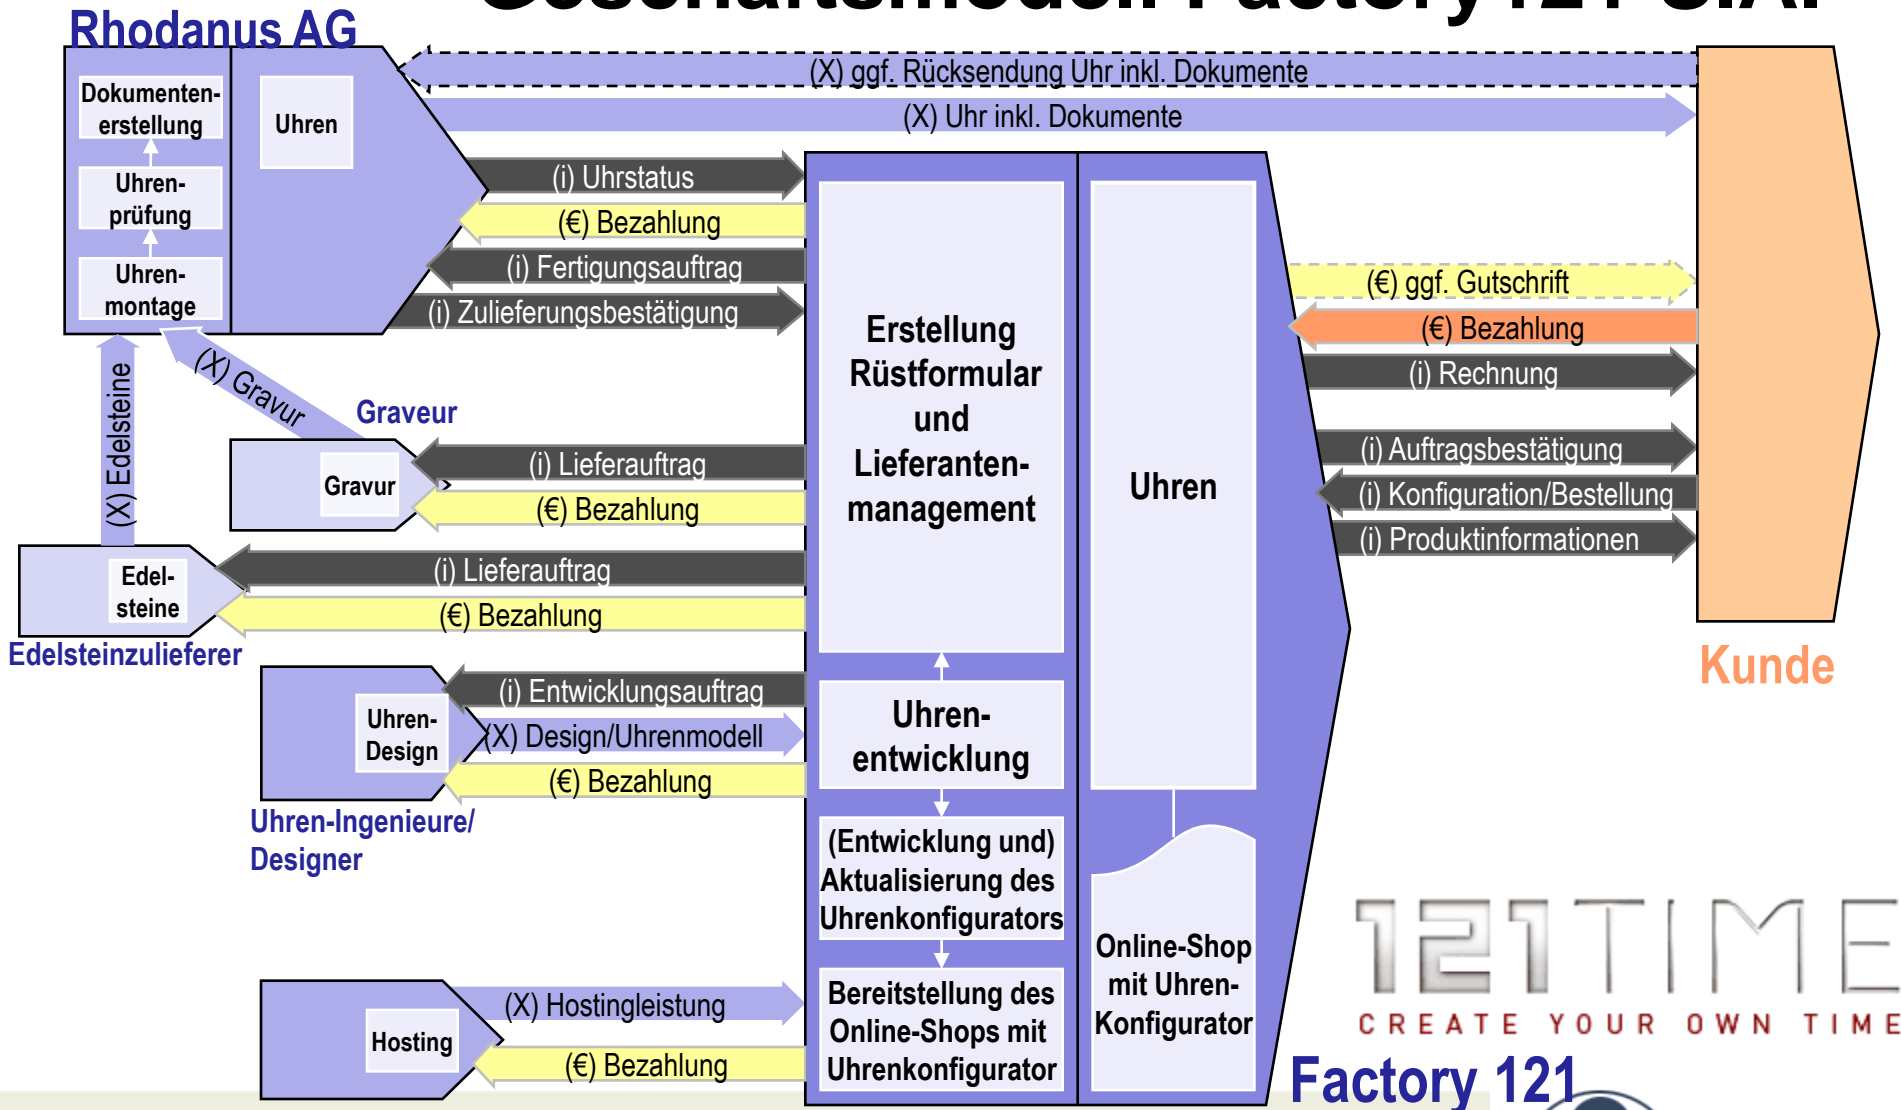 Geschäftsmodell Factory121 S.A.
Rhodanus AG
Dokumenten-
erstellung
Uhren-
prüfung
Uhren-
montage
Uhren
(X) ggf. Rücksendung Uhr inkl. Dokumente
(X) Uhr inkl. Dokumente
(i) Uhrstatus
(€) Bezahlung
(i) Fertigungsauftrag
(i) Zulieferungsbestätigung
(X) Edelsteine
(X) Gravur
Graveur
Gravur
(i) Lieferauftrag
(€) Bezahlung
Edel-
steine
Edelsteinzulieferer
(i) Lieferauftrag
(€) Bezahlung
Uhren-
Design
Uhren-Ingenieure/
Designer
(i) Entwicklungsauftrag
(X) Design/Uhrenmodell
(€) Bezahlung
Hosting
(X) Hostingleistung
(€) Bezahlung
Erstellung
Rüstformular
und
Lieferanten-
management
Uhren-
entwicklung
(Entwicklung und)
Aktualisierung des
Uhrenkonfigurators
Bereitstellung des
Online-Shops mit
Uhrenkonfigurator
Uhren
Online-Shop
mit Uhren-
Konfigurator
(€) ggf. Gutschrift
(€) Bezahlung
(i) Rechnung
(i) Auftragsbestätigung
(i) Konfiguration/Bestellung
(i) Produktinformationen
Kunde
121TIME
CREATE YOUR OWN TIME
Factory 121